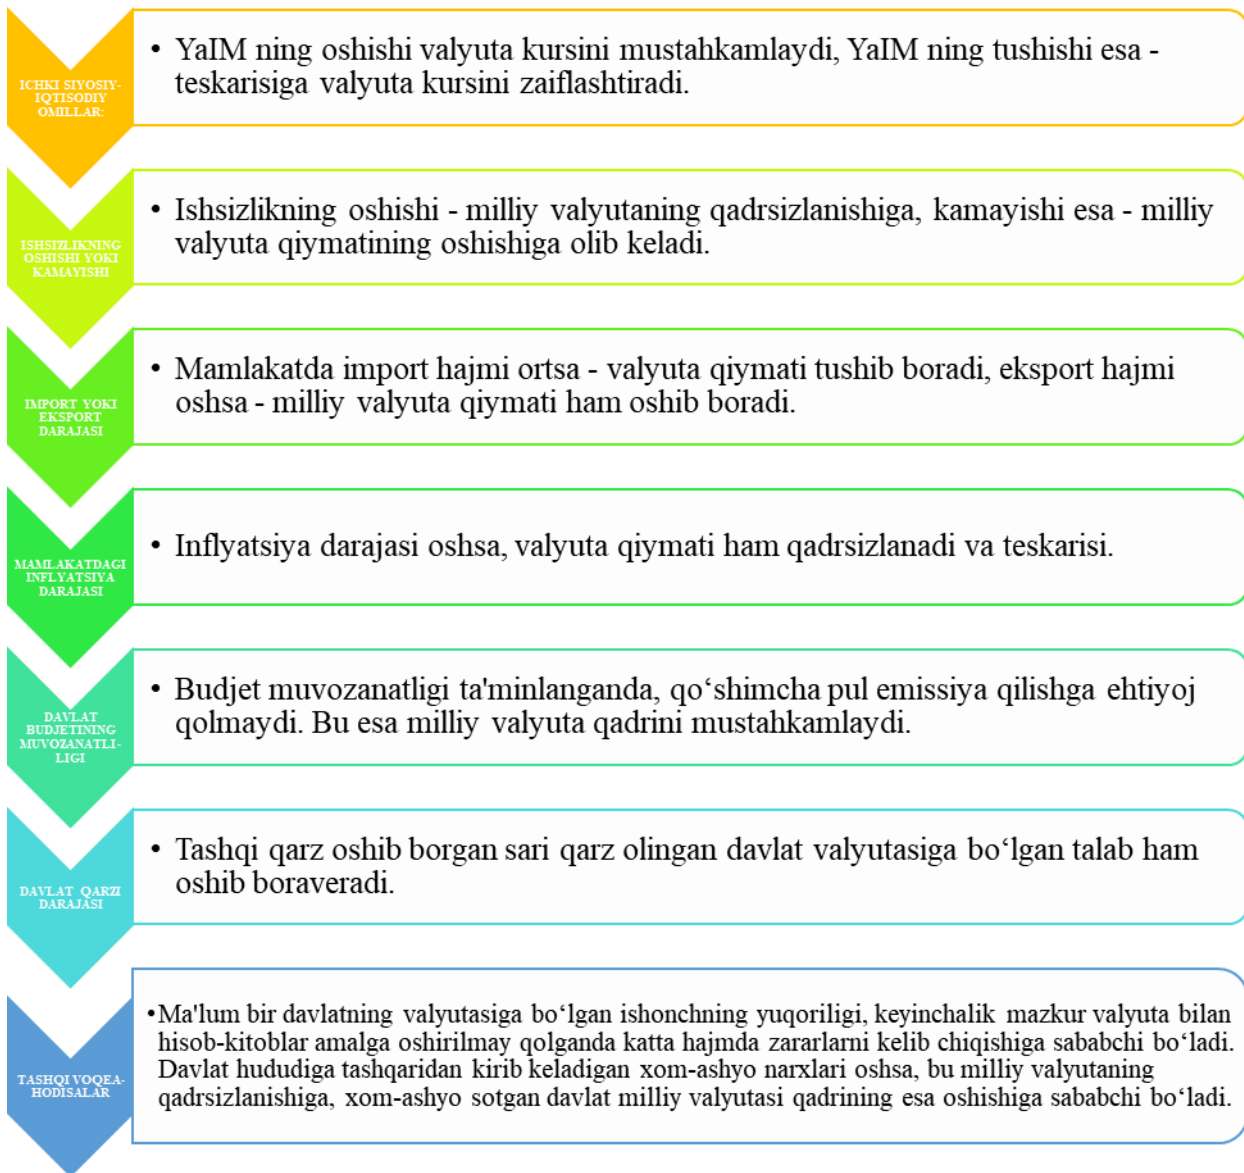 ICHKI SIYOSIY-
IQTISODIY
OMILLAR:
• YaIM ning oshishi valyuta kursini mustahkamlaydi, YaIM ning tushishi esa -
teskarisiga valyuta kursini zaiflashtiradi.
ISHSIZLIKNING
OSHISHI YOKI
KAMAYISHI
• Ishsizlikning oshishi - milliy valyutaning qadrsizlanishiga, kamayishi esa - milliy
valyuta qiymatining oshishiga olib keladi.
IMPORT YOKI
EKSPORT
DARAJASI
• Mamlakatda import hajmi ortsa - valyuta qiymati tushib boradi, eksport hajmi
oshsa - milliy valyuta qiymati ham oshib boradi.
MAMLAKATDAGI
INFLYATSIYA
DARAJASI
• Inflyatsiya darajasi oshsa, valyuta qiymati ham qadrsizlanadi va teskarisi.
DAVLAT
BUDJETINING
MUVOZANATLI-
LIGI
• Budjet muvozanatligi ta'minlanganda, qo‘shimcha pul emissiya qilishga ehtiyoj
qolmaydi. Bu esa milliy valyuta qadrini mustahkamlaydi.
DAVLAT QARZI
DARAJASI
• Tashqi qarz oshib borgan sari qarz olingan davlat valyutasiga bo‘lgan talab ham
oshib boraveradi.
TASHQI VOQEA-
HODISALAR
•Ma'lum bir davlatning valyutasiga bo‘lgan ishonchning yuqoriligi, keyinchalik mazkur valyuta bilan
hisob-kitoblar amalga oshirilmay qolganda katta hajmda zararlarni kelib chiqishiga sababchi bo‘ladi.
Davlat hududiga tashqaridan kirib keladigan xom-ashyo narxlari oshsa, bu milliy valyutaning
qadrsizlanishiga, xom-ashyo sotgan davlat milliy valyutasi qadrining esa oshishiga sababchi bo‘ladi.